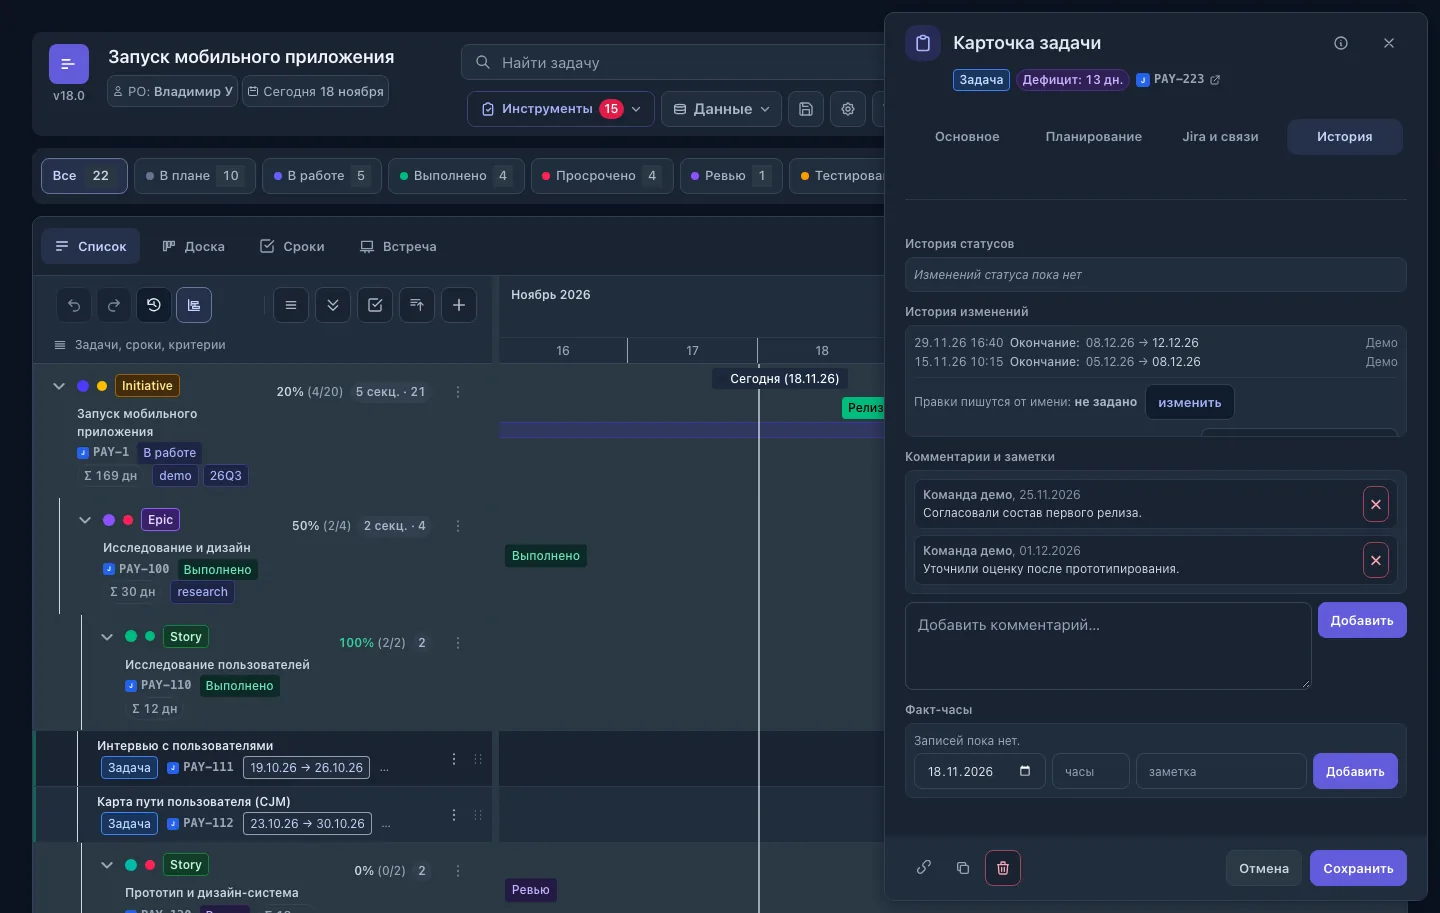 Запуск мобильного приложения
v18.0
PO: Владимир У
Сегодня 18 ноября
Найти задачу
Инструменты 15
Данные
Все 22
В плане 10
В работе 5
Выполнено 4
Просрочено 4
Ревью 1
Список
Доска
Сроки
Встреча
Задачи, сроки, критерии
Ноябрь 2026
16 17 18
Сегодня (18.11.26)
Initiative
20% (4/20) 5 секц. · 21
Запуск мобильного
приложения
PAY-1 В работе
Σ 169 дн demo 26Q3
Epic
50% (2/4) 2 секц. · 4
Исследование и дизайн
PAY-100 Выполнено
Σ 30 дн research
Выполнено
Story
100% (2/2) 2
Исследование пользователей
PAY-110 Выполнено
Σ 12 дн
Интервью с пользователями
Задача PAY-111 19.10.26 → 26.10.26 ...
Карта пути пользователя (CJM)
Задача PAY-112 23.10.26 → 30.10.26 ...
Story
0% (0/2) 2
Прототип и дизайн-система
Ревью
Карточка задачи
Задача Дефицит: 13 дн. PAY-223
Основное
Планирование
Jira и связи
История
История статусов
Изменений статуса пока нет
История изменений
29.11.26 16:40 Окончание: 08.12.26 → 12.12.26 Демо
15.11.26 10:15 Окончание: 05.12.26 → 08.12.26 Демо
Правки пишутся от имени: не задано изменить
Комментарии и заметки
Команда демо, 25.11.2026
Согласовали состав первого релиза.
Команда демо, 01.12.2026
Уточнили оценку после прототипирования.
Добавить комментарий...
Добавить
Факт-часы
Записей пока нет.
18.11.2026
часы
заметка
Добавить
Отмена
Сохранить